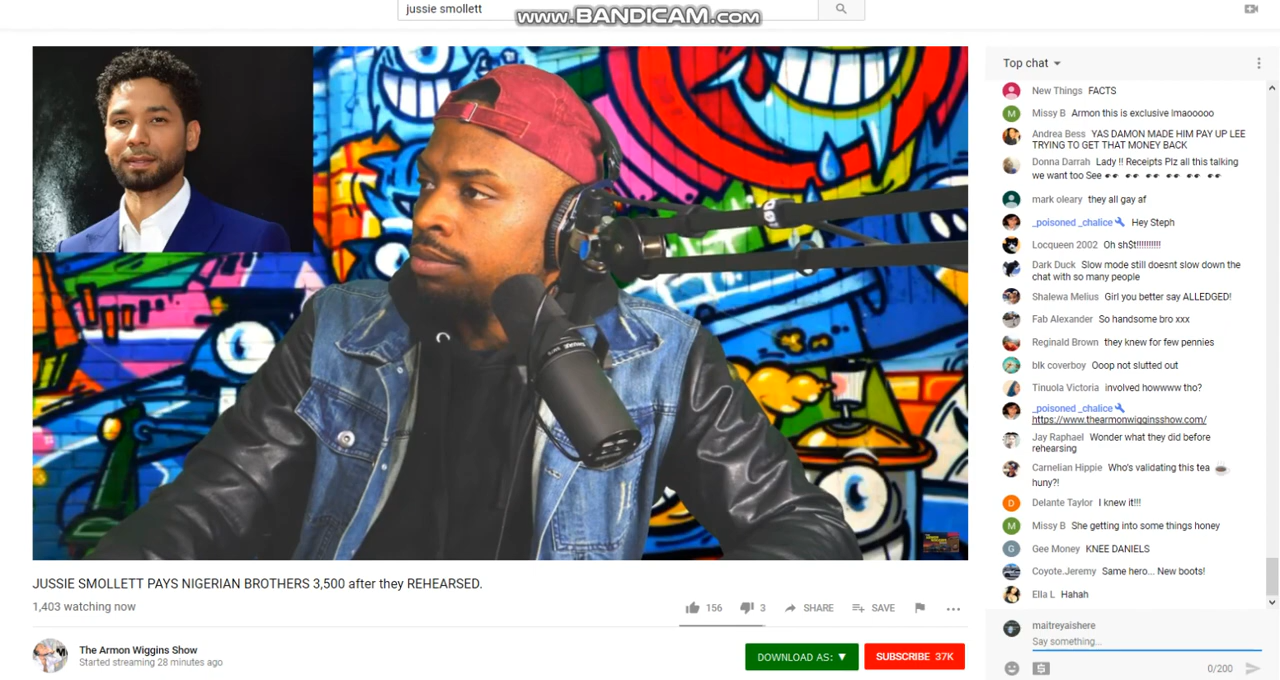 jussie smollett
www.BANDICAM.com
Top chat
New Things FACTS
Missy B Armon this is exclusive lmaooooo
Andrea Bess YAS DAMON MADE HIM PAY UP LEE
TRYING TO GET THAT MONEY BACK
Donna Darrah Lady !! Receipts Plz all this talking
we want too See 👀 👀 👀 👀 👀 👀
mark oleary they all gay af
_poisoned _chalice Hey Steph
Locqueen 2002 Oh sh$t!!!!!!!!!!
Dark Duck Slow mode still doesnt slow down the
chat with so many people
Shalewa Melius Girl you better say ALLEDGED!
Fab Alexander So handsome bro xxx
Reginald Brown they knew for few pennies
blk coverboy Ooop not slutted out
Tinuola Victoria involved howwww tho?
_poisoned _chalice
https://www.thearmonwigginsshow.com/
Jay Raphael Wonder what they did before
rehearsing
Carnelian Hippie Who's validating this tea ☕
huny?!
Delante Taylor I knew it!!!
Missy B She getting into some things honey
Gee Money KNEE DANIELS
Coyote.Jeremy Same hero... New boots!
Ella L Hahah
maitreyaishere
Say something...
0/200
JUSSIE SMOLLETT PAYS NIGERIAN BROTHERS 3,500 after they REHEARSED.
1,403 watching now
156 3 SHARE SAVE
The Armon Wiggins Show
Started streaming 28 minutes ago
DOWNLOAD AS: ▼ SUBSCRIBE 37K